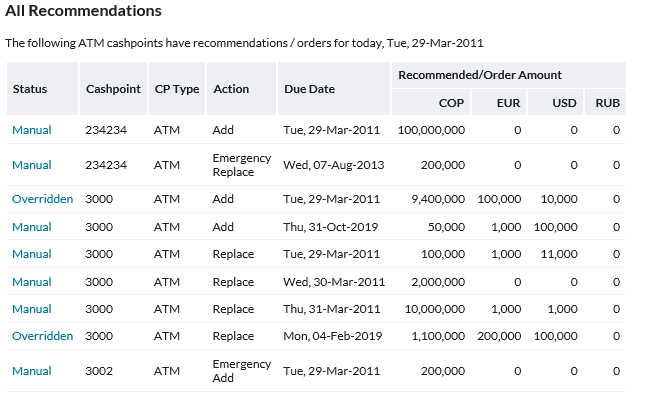 All Recommendations
The following ATM cashpoints have recommendations / orders for today, Tue, 29-Mar-2011
Status Cashpoint CP Type Action Due Date Recommended/Order Amount
COP EUR USD RUB
Manual 234234 ATM Add Tue, 29-Mar-2011 100,000,000 0 0 0
Manual 234234 ATM Emergency Replace Wed, 07-Aug-2013 200,000 0 0 0
Overridden 3000 ATM Add Tue, 29-Mar-2011 9,400,000 100,000 10,000 0
Manual 3000 ATM Add Thu, 31-Oct-2019 50,000 1,000 100,000 0
Manual 3000 ATM Replace Tue, 29-Mar-2011 100,000 1,000 11,000 0
Manual 3000 ATM Replace Wed, 30-Mar-2011 2,000,000 0 0 0
Manual 3000 ATM Replace Thu, 31-Mar-2011 10,000,000 1,000 1,000 0
Overridden 3000 ATM Replace Mon, 04-Feb-2019 1,100,000 200,000 100,000 0
Manual 3002 ATM Emergency Add Tue, 29-Mar-2011 200,000 0 0 0